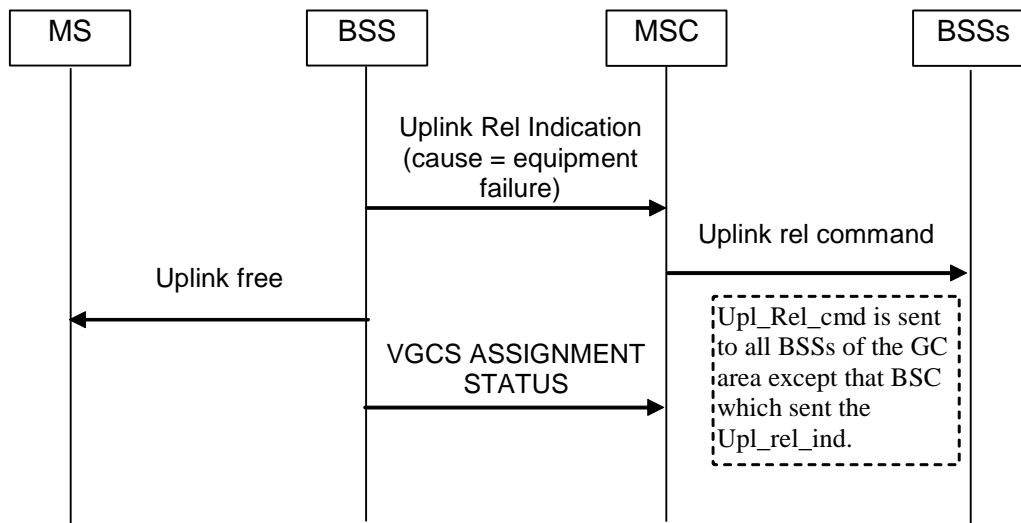 MS
BSS
MSC
BSSs
Uplink Rel Indication
(cause = equipment
failure)
Uplink rel command
Uplink free
Upl_Rel_cmd is sent
to all BSSs of the GC
area except that BSC
which sent the
Upl_rel_ind.
VGCS ASSIGNMENT
STATUS